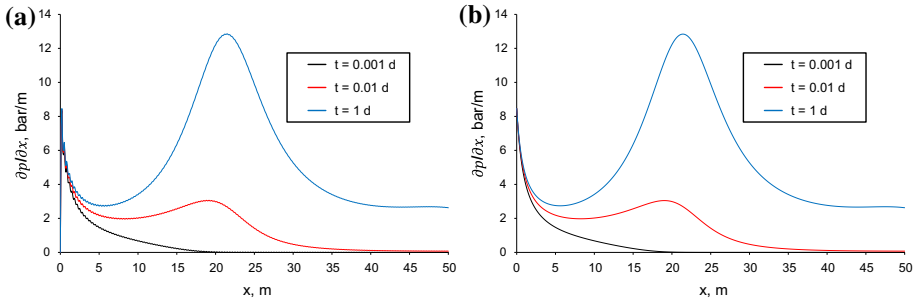 (a)
14
12
10
8
6
4
2
0
∂p/∂x, bar/m
t = 0.001 d
t = 0.01 d
t = 1 d
0 5 10 15 20 25 30 35 40 45 50
x, m
(b)
14
12
10
8
6
4
2
0
∂p/∂x, bar/m
t = 0.001 d
t = 0.01 d
t = 1 d
0 5 10 15 20 25 30 35 40 45 50
x, m